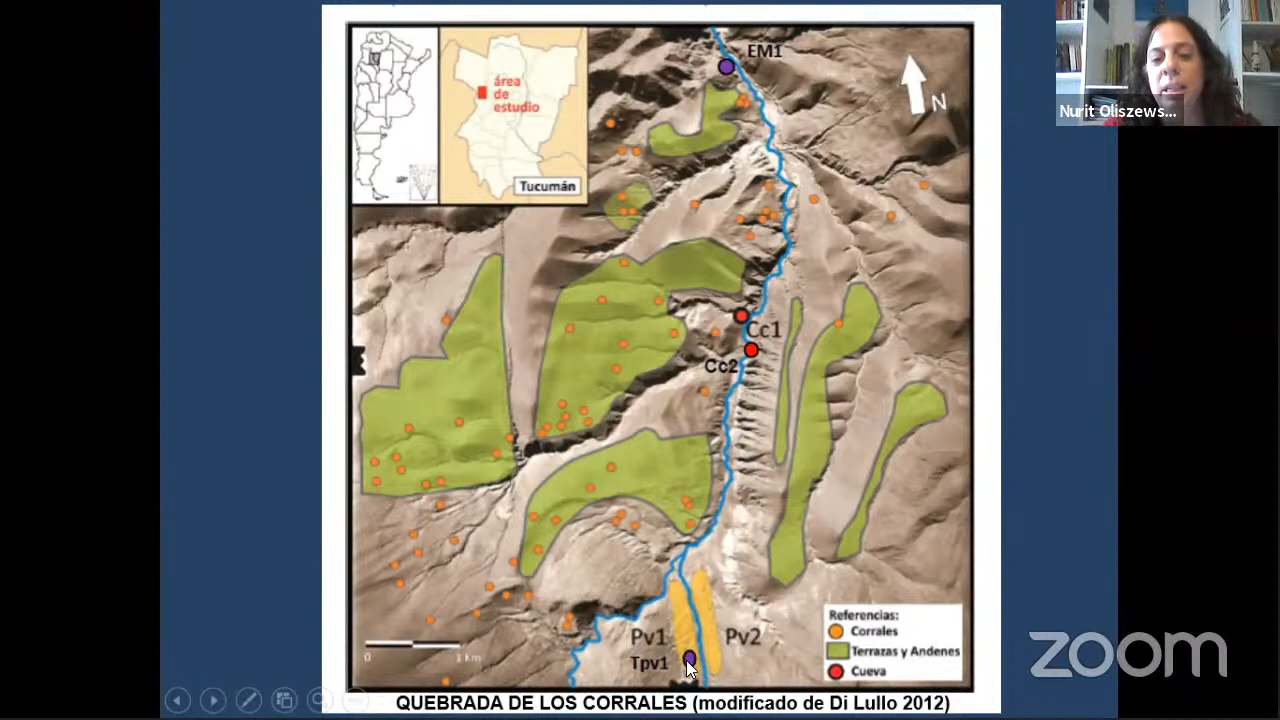 área
de
estudio
Tucumán
EM1
N
Nurit Oliszews...
Cc1
Cc2
Pv1
Pv2
Tpv1
0
1 km
Referencias:
Corrales
Terrazas y Andenes
Cueva
zoom
QUEBRADA DE LOS CORRALES (modificado de Di Lullo 2012)